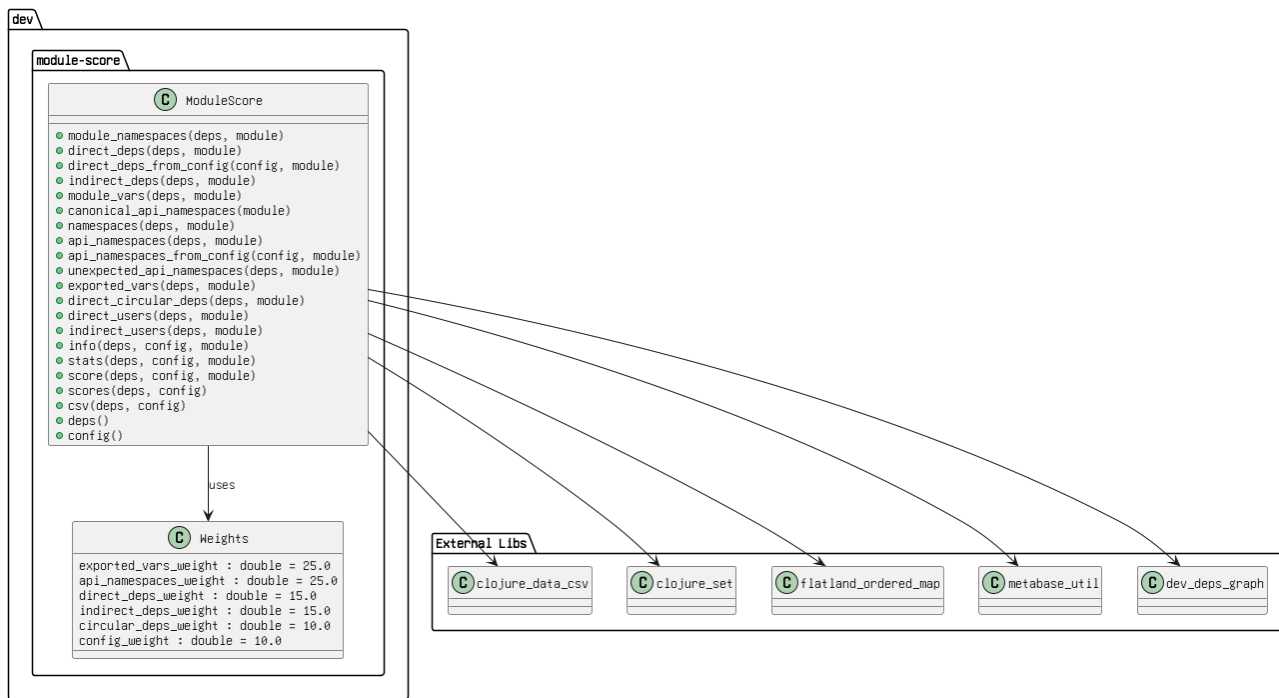 dev
module-score
C ModuleScore
module_namespaces(deps, module)
direct_deps(deps, module)
direct_deps_from_config(config, module)
indirect_deps(deps, module)
module_vars(deps, module)
canonical_api_namespaces(module)
namespaces(deps, module)
api_namespaces(deps, module)
api_namespaces_from_config(config, module)
unexpected_api_namespaces(deps, module)
exported_vars(deps, module)
direct_circular_deps(deps, module)
direct_users(deps, module)
indirect_users(deps, module)
info(deps, config, module)
stats(deps, config, module)
score(deps, config, module)
scores(deps, config)
csv(deps, config)
deps()
config()
uses
C Weights
exported_vars_weight : double = 25.0
api_namespaces_weight : double = 25.0
direct_deps_weight : double = 15.0
indirect_deps_weight : double = 15.0
circular_deps_weight : double = 10.0
config_weight : double = 10.0
External Libs
C clojure_data_csv
C clojure_set
C flatland_ordered_map
C metabase_util
C dev_deps_graph